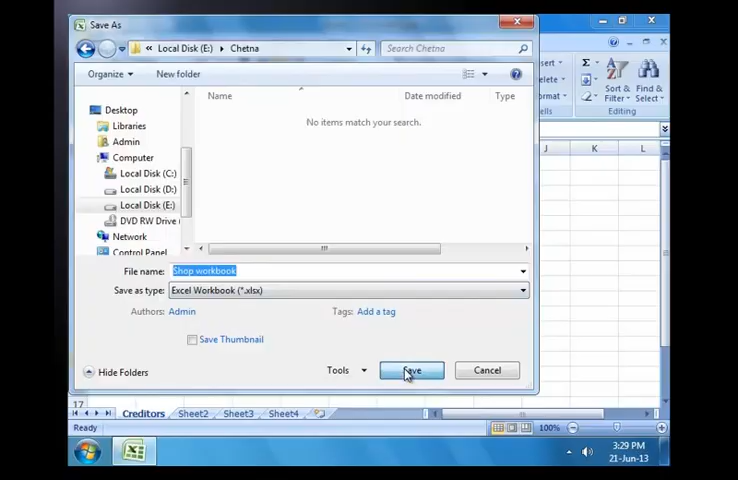 Save As
Local Disk (E:) Chetna
Search Chetna
Organize New folder
Name Date modified Type
No items match your search.
Desktop
Libraries
Admin
Computer
Local Disk (C:)
Local Disk (D:)
Local Disk (E:)
DVD RW Drive
Network
Control Panel
File name: Shop workbook
Save as type: Excel Workbook (*.xlsx)
Authors: Admin Tags: Add a tag
Save Thumbnail
Hide Folders Tools Save Cancel
Sort & Filter Find & Select
Editing
J K L
17
Creditors Sheet2 Sheet3 Sheet4
Ready 100%
3:29 PM
21-Jun-13